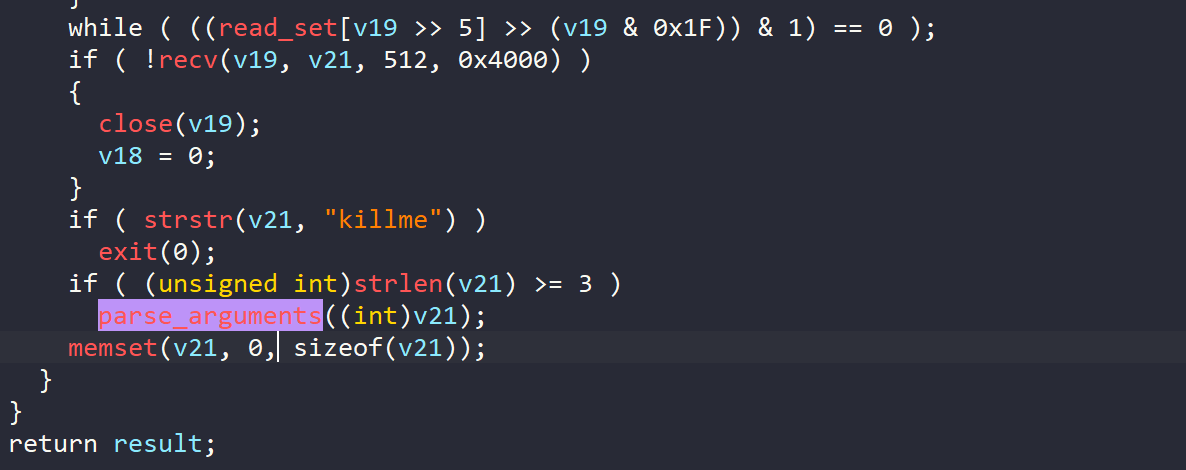 }
while ( ((read_set[v19 >> 5] >> (v19 & 0x1F)) & 1) == 0 );
if ( !recv(v19, v21, 512, 0x4000) )
{
close(v19);
v18 = 0;
}
if ( strstr(v21, "killme") )
exit(0);
if ( (unsigned int)strlen(v21) >= 3 )
parse_arguments((int)v21);
memset(v21, 0, sizeof(v21));
}
}
return result;